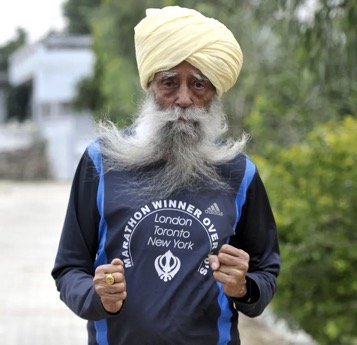 adidas
MARATHON WINNER OVER
London
Toronto
New York